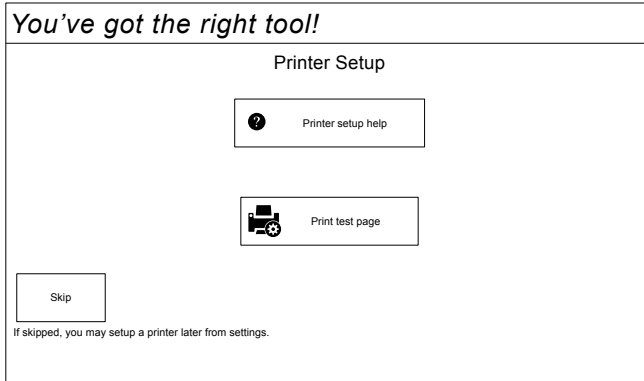 You've got the right tool!
Printer Setup
Printer setup help
Print test page
Skip
If skipped, you may setup a printer later from settings.